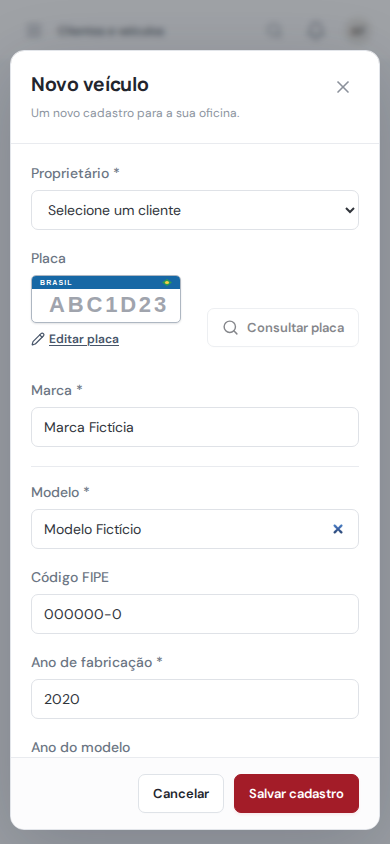 Clientes e veículos
Novo veículo
Um novo cadastro para a sua oficina.
Proprietário *
Selecione um cliente
Placa
BRASIL
ABC1D23
Editar placa
Consultar placa
Marca *
Marca Fictícia
Modelo *
Modelo Fictício
Código FIPE
000000-0
Ano de fabricação *
2020
Ano do modelo
Cancelar
Salvar cadastro